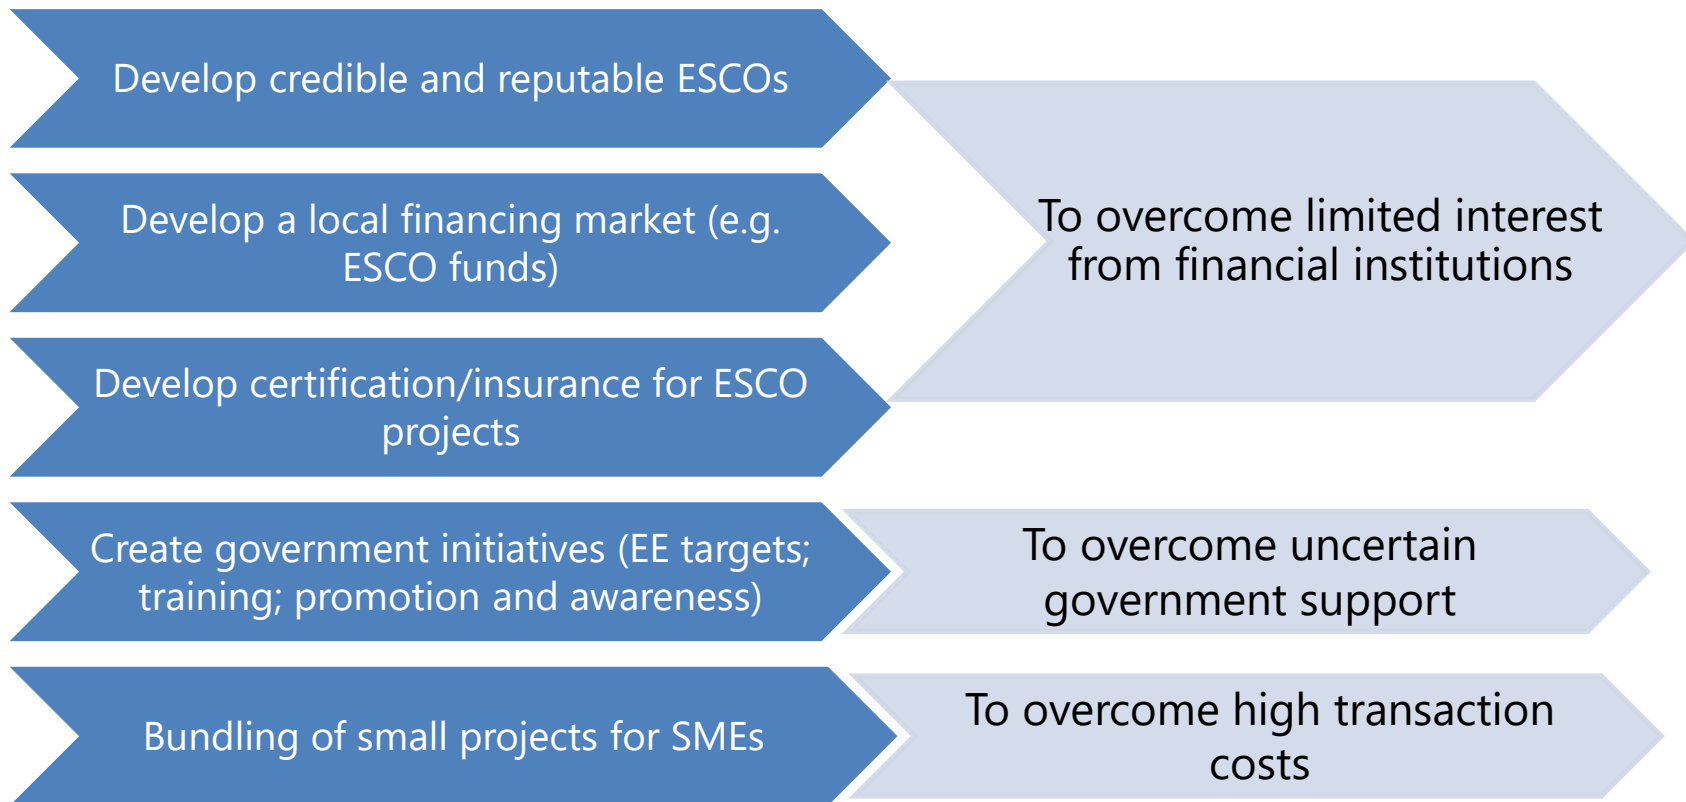 Develop credible and reputable ESCOs
Develop a local financing market (e.g.
ESCO funds)
To overcome limited interest
from financial institutions
Develop certification/insurance for ESCO
projects
Create government initiatives (EE targets;
training; promotion and awareness)
To overcome uncertain
government support
Bundling of small projects for SMEs
To overcome high transaction
costs